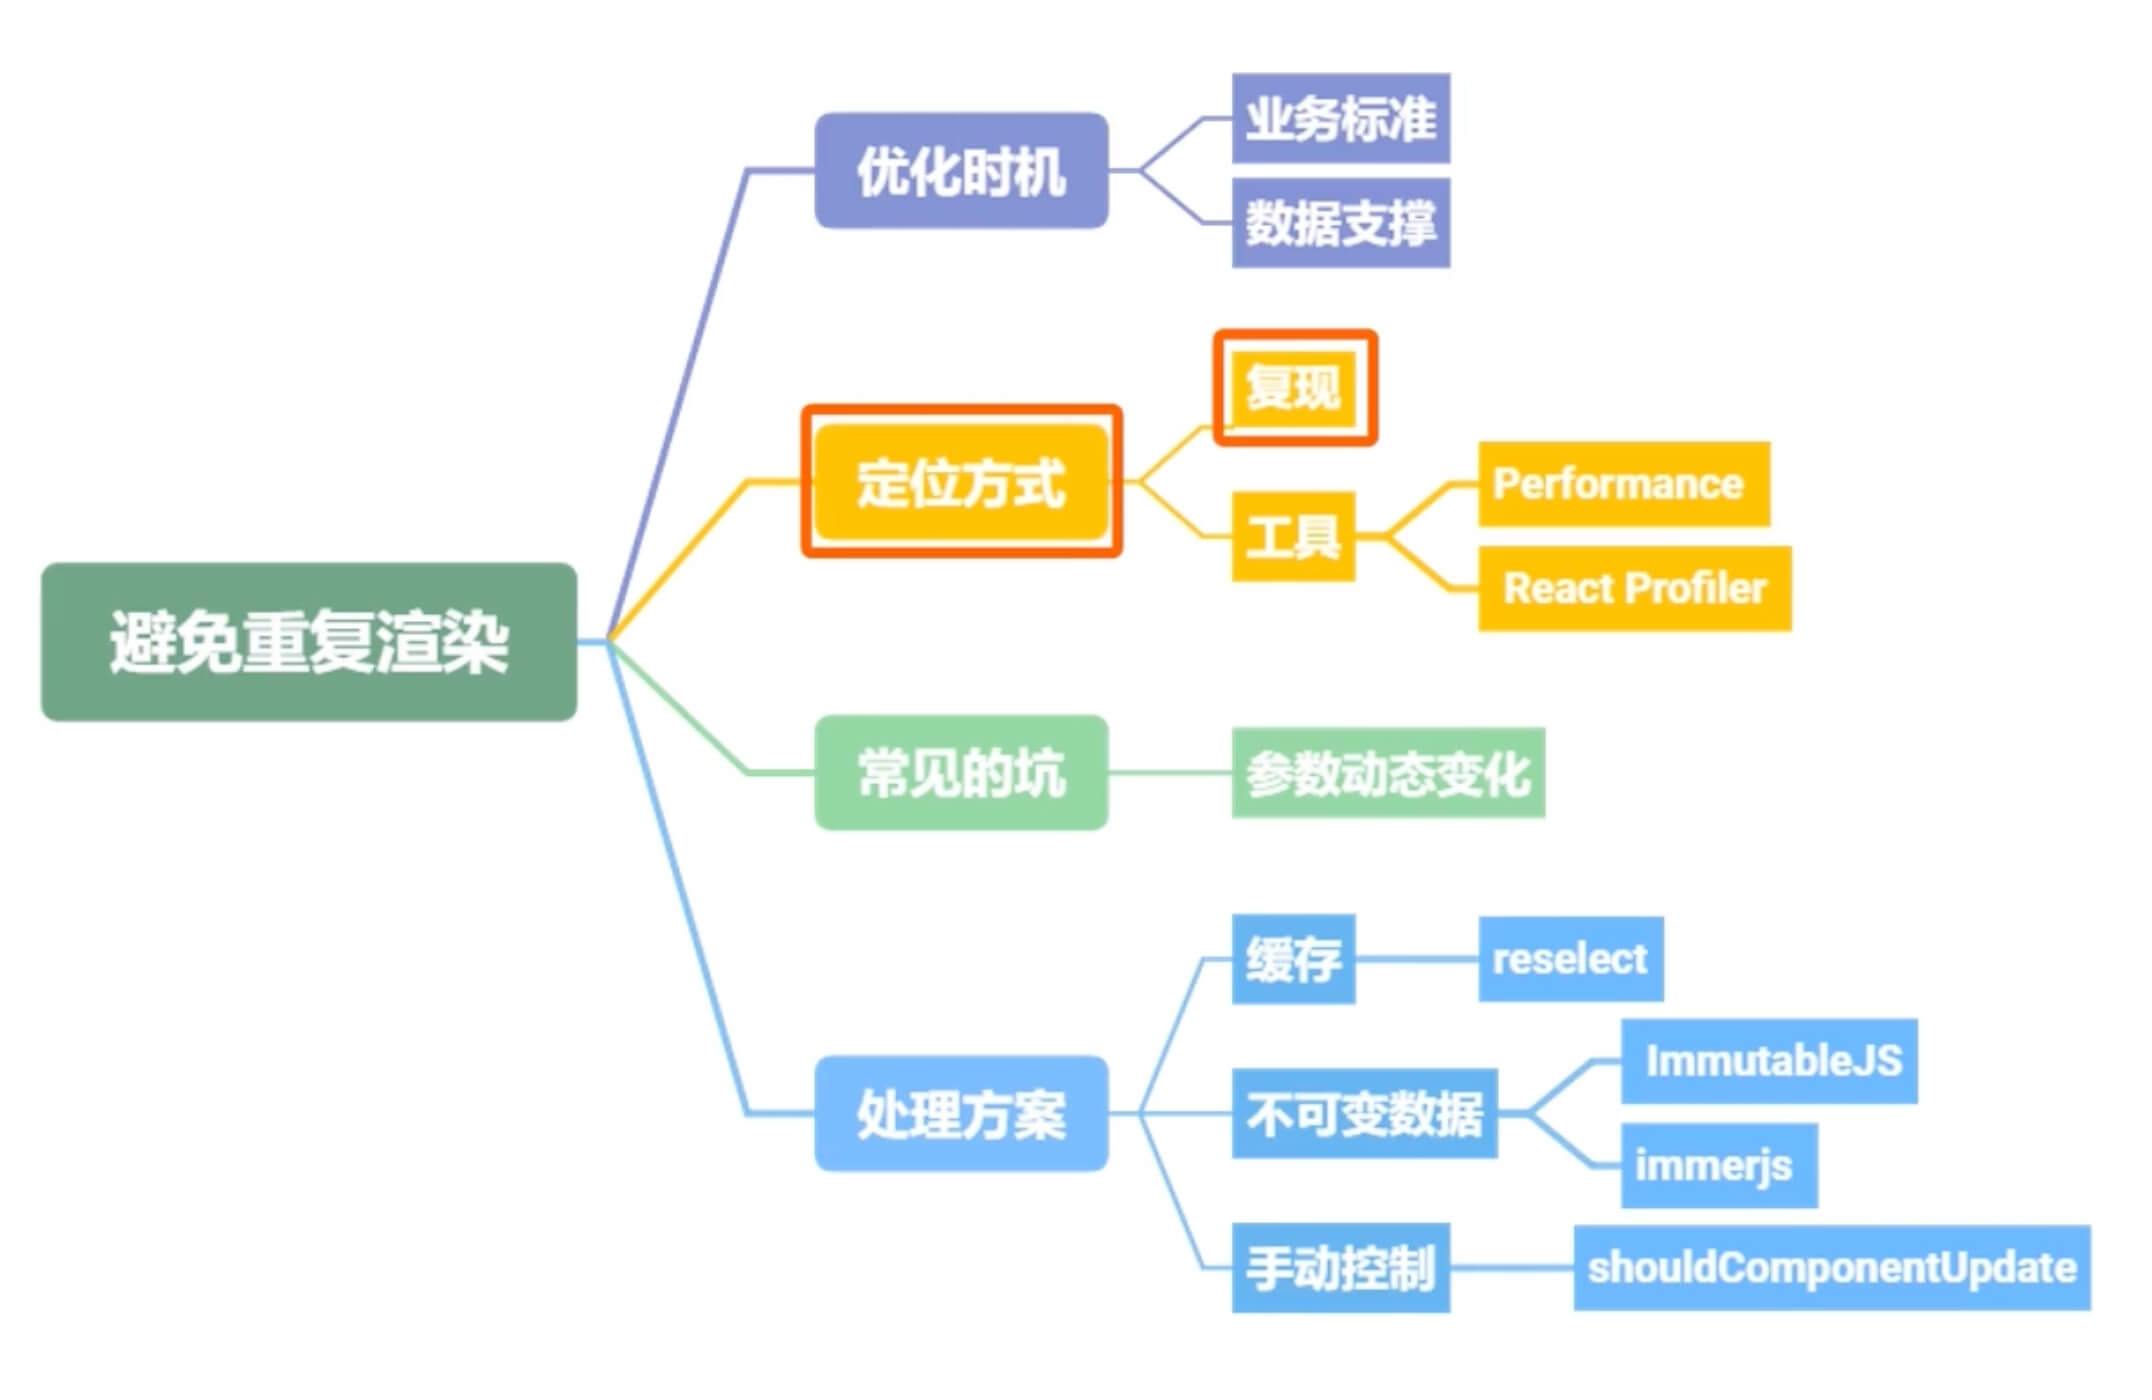 避免重复渲染
优化时机
业务标准
数据支撑
定位方式
复现
工具
Performance
React Profiler
常见的坑
参数动态变化
处理方案
缓存
reselect
不可变数据
ImmutableJS
immerjs
手动控制
shouldComponentUpdate